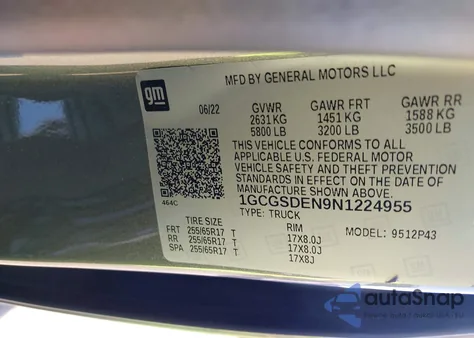 gm
MFD BY GENERAL MOTORS LLC
06/22 GVWR GAWR FRT GAWR RR
2631 KG 1451 KG 1588 KG
5800 LB 3200 LB 3500 LB
THIS VEHICLE CONFORMS TO ALL
APPLICABLE U.S. FEDERAL MOTOR
VEHICLE SAFETY AND THEFT PREVENTION
STANDARDS IN EFFECT ON THE DATE OF
MANUFACTURE SHOWN ABOVE.
464C 1GCGSDEN9N1224955
TYPE: TRUCK
TIRE SIZE RIM MODEL: 9512P43
FRT 255/65R17 T 17X8.0J
RR 255/65R17 T 17X8.0J
SPA 255/65R17 T 17X8J
autoSnap